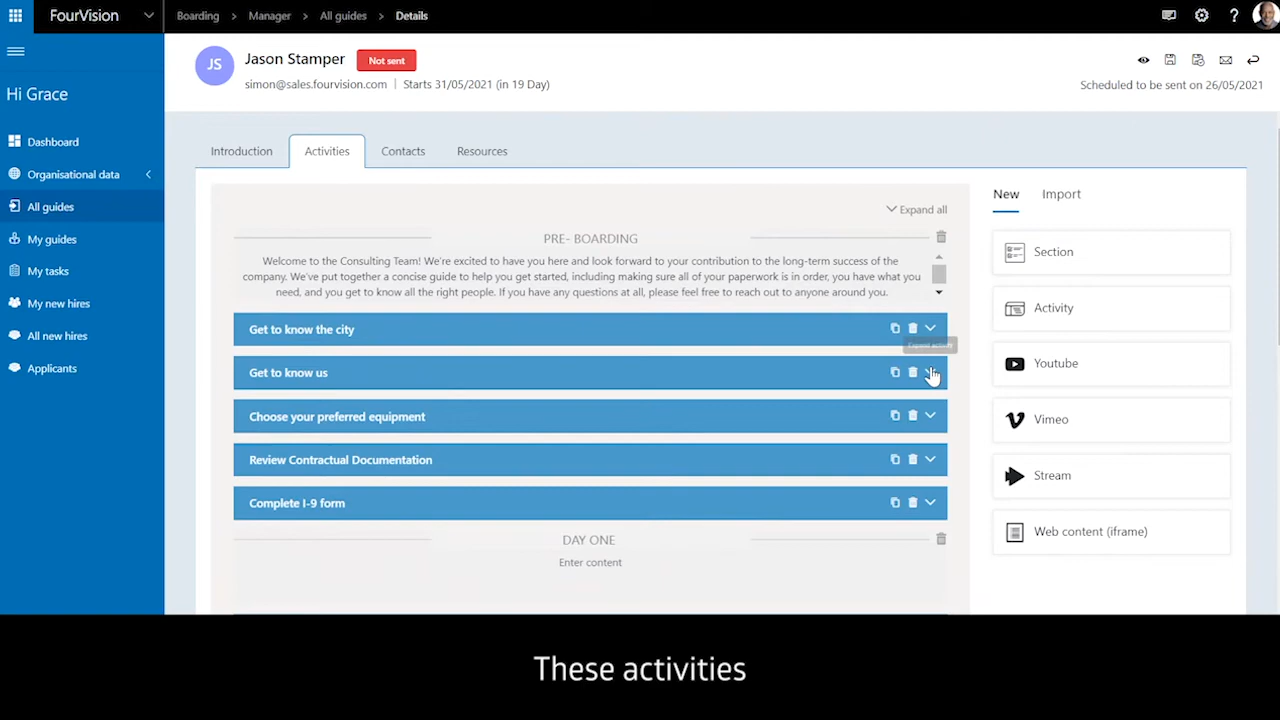 FourVision
Boarding > Manager > All guides > Details
Hi Grace
Dashboard
Organisational data
All guides
My guides
My tasks
My new hires
All new hires
Applicants
JS
Jason Stamper
Not sent
simon@sales.fourvision.com | Starts 31/05/2021 (in 19 Day)
Scheduled to be sent on 26/05/2021
Introduction
Activities
Contacts
Resources
Expand all
PRE- BOARDING
Welcome to the Consulting Team! We're excited to have you here and look forward to your contribution to the long-term success of the
company. We've put together a concise guide to help you get started, including making sure all of your paperwork is in order, you have what you
need, and you get to know all the right people. If you have any questions at all, please feel free to reach out to anyone around you.
Get to know the city
Expand activity
Get to know us
Choose your preferred equipment
Review Contractual Documentation
Complete I-9 form
DAY ONE
Enter content
New
Import
Section
Activity
Youtube
Vimeo
Stream
Web content (iframe)
These activities